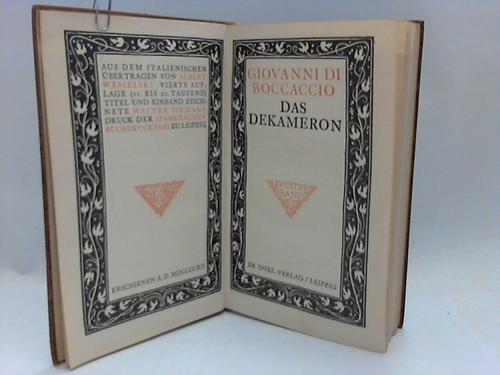 AUS DEM ITALIENISCHEN
ÜBERTRAGEN VON ALBERT
WESSELSKI: VIERTE AUF-
LAGE (11. BIS 20. TAUSEND)
TITEL UND EINBAND ZEICH-
NETE WALTER TIEMANN
DRUCK DER SPAMERSCHEN
BUCHDRUCKEREI ZU LEIPZIG
ERSCHIENEN A. D.
GIOVANNI DI
BOCCACCIO
DAS
DEKAMERON
ZWEITER
BAND
IM INSEL-VERLAG / LEIPZIG